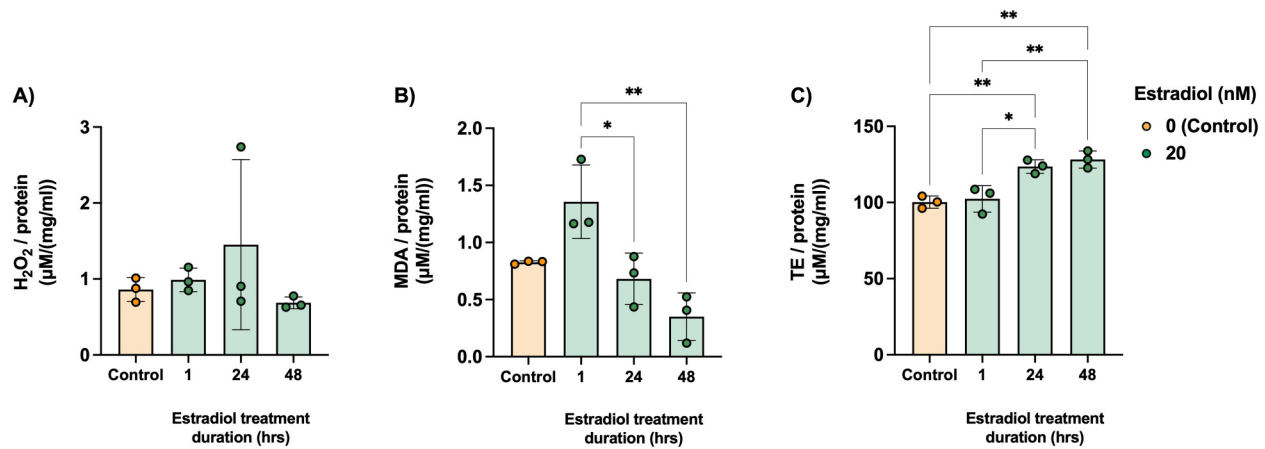 A)
H₂O₂ / protein
(µM/(mg/ml))
3
2
1
0
Control 1 24 48
Estradiol treatment
duration (hrs)
B)
MDA / protein
(µM/(mg/ml))
2.0
1.5
1.0
0.5
0.0
**
*
Control 1 24 48
Estradiol treatment
duration (hrs)
C)
TE / protein
(µM/(mg/ml))
150
100
50
0
**
**
**
*
Control 1 24 48
Estradiol treatment
duration (hrs)
Estradiol (nM)
0 (Control)
20